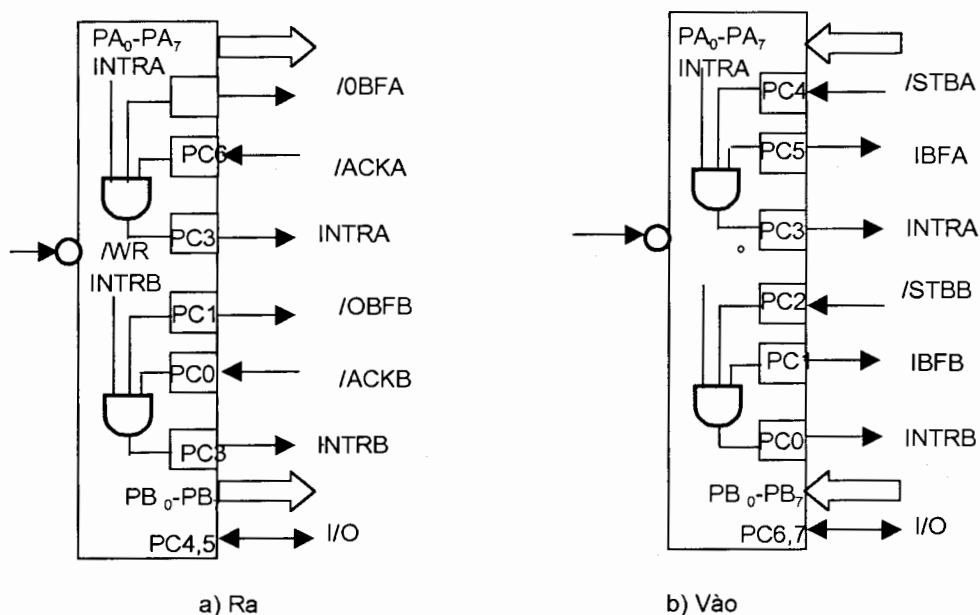 PA₀-PA₇
INTRA
/0BFA
PC6
/ACKA
PC3
INTRA
/WR
INTRB
PC1
/OBFB
PC0
/ACKB
PC3
INTRB
PB ₀-PB
I/O
PC4,5
a) Ra
PA₀-PA₇
INTRA
PC4
/STBA
PC5
IBFA
PC3
INTRA
PC2
/STBB
PC1
IBFB
PC0
INTRB
PB ₀-PB₇
I/O
PC6,7
b) Vào